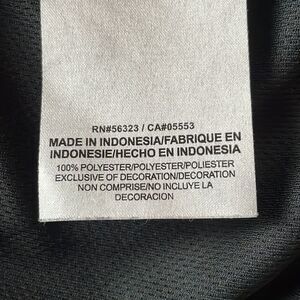 RN#56323 / CA#05553
MADE IN INDONESIA/FABRIQUE EN
INDONESIE/HECHO EN INDONESIA
100% POLYESTER/POLYESTER/POLIESTER
EXCLUSIVE OF DECORATION/DECORATION
NON COMPRISE/NO INCLUYE LA
DECORACION